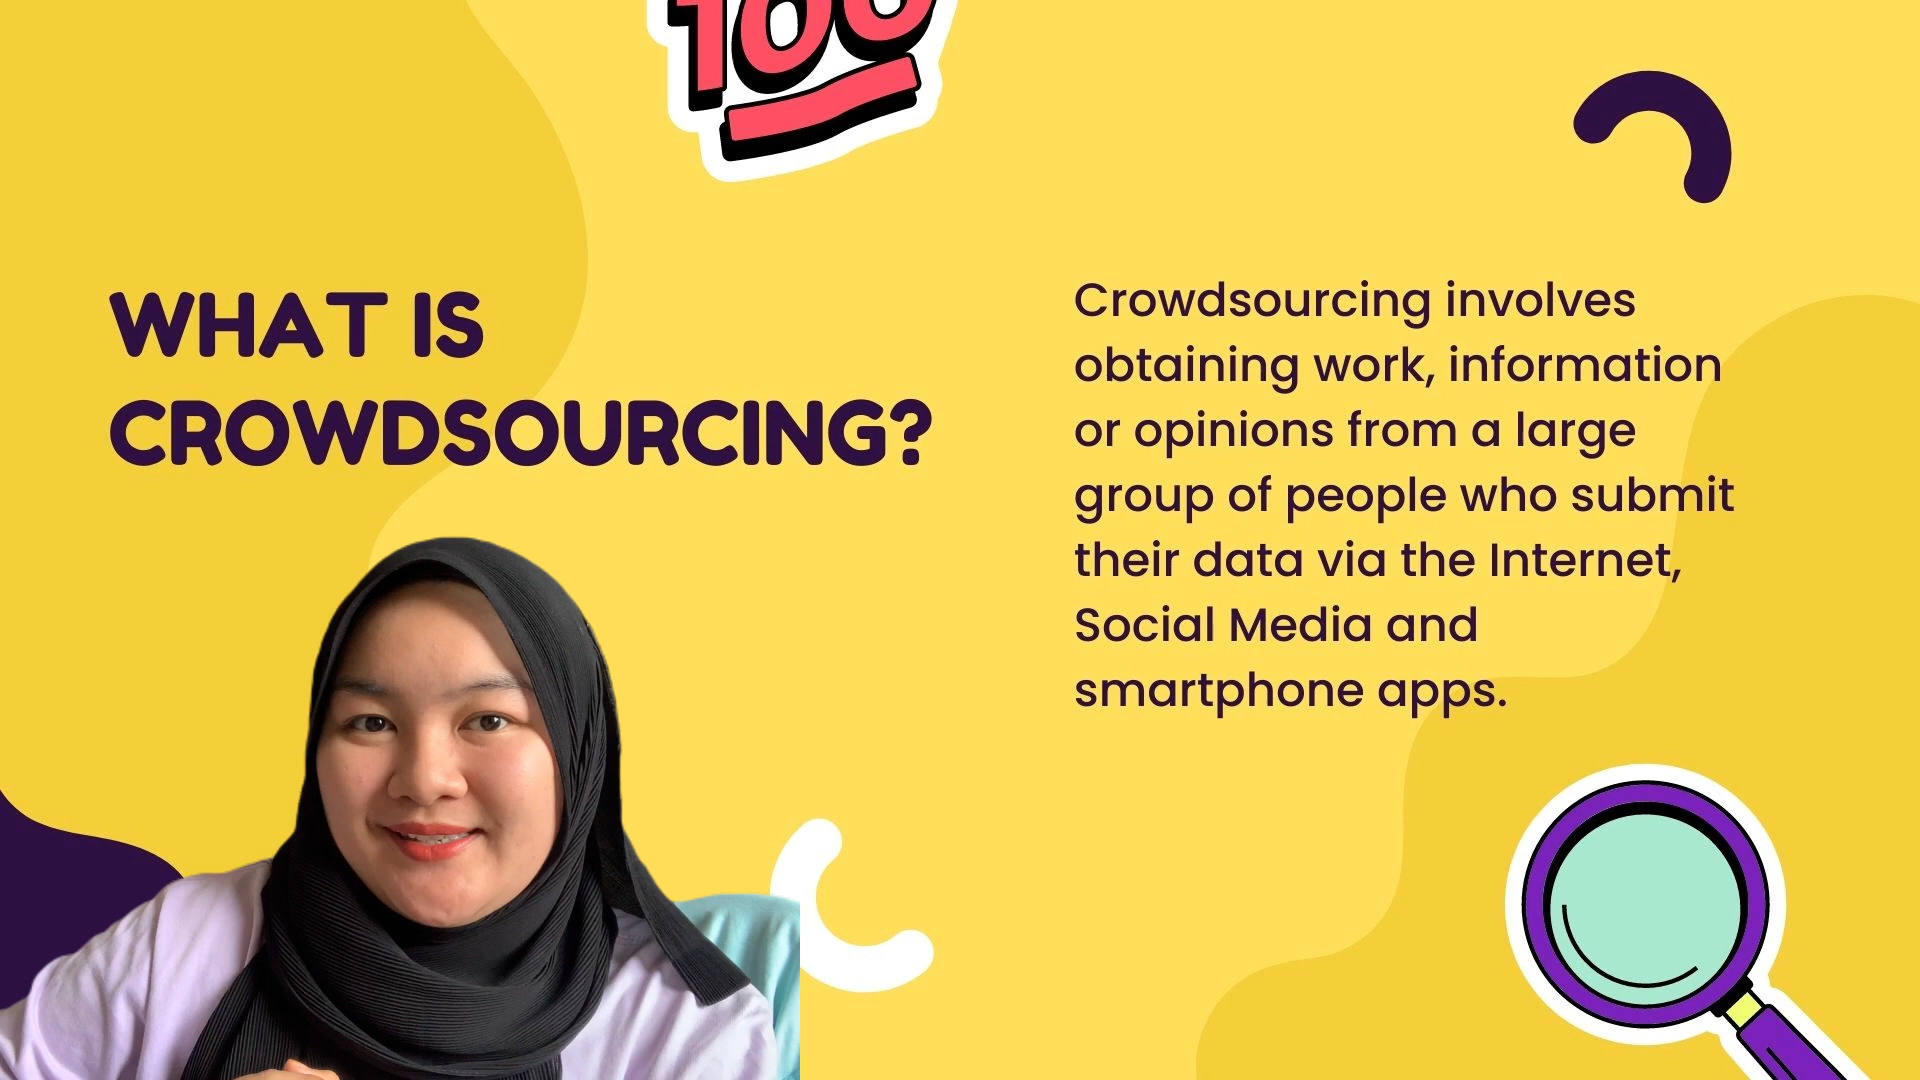 100
WHAT IS
CROWDSOURCING?
Crowdsourcing involves
obtaining work, information
or opinions from a large
group of people who submit
their data via the Internet,
Social Media and
smartphone apps.